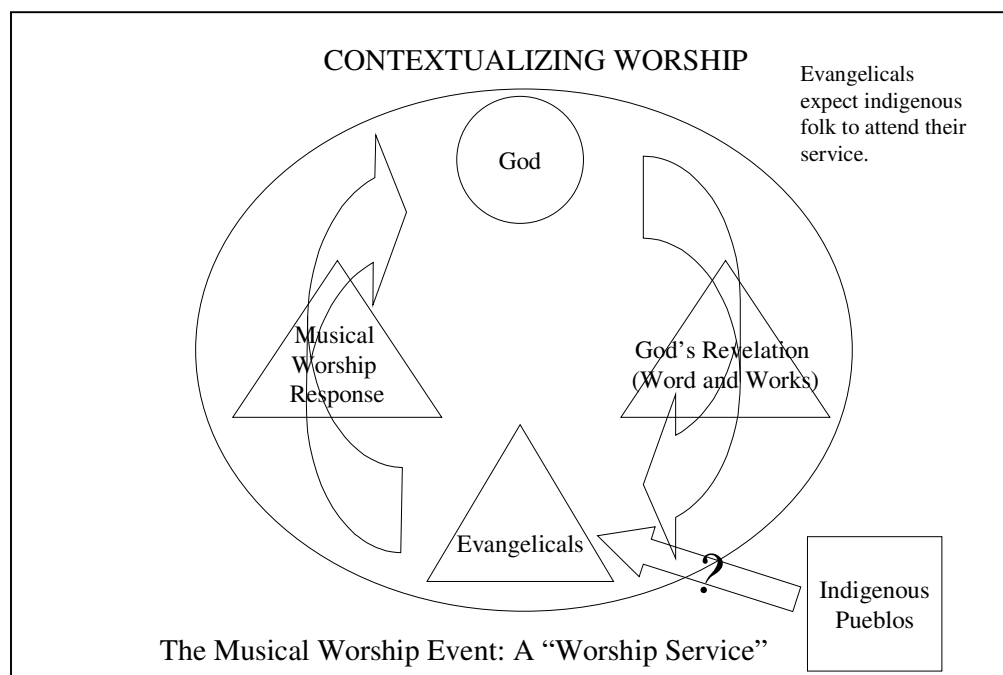 CONTEXTUALIZING WORSHIP
Evangelicals
expect indigenous
folk to attend their
service.
God
Musical
Worship
Response
God’s Revelation
(Word and Works)
Evangelicals
?
Indigenous
Pueblos
The Musical Worship Event: A “Worship Service”